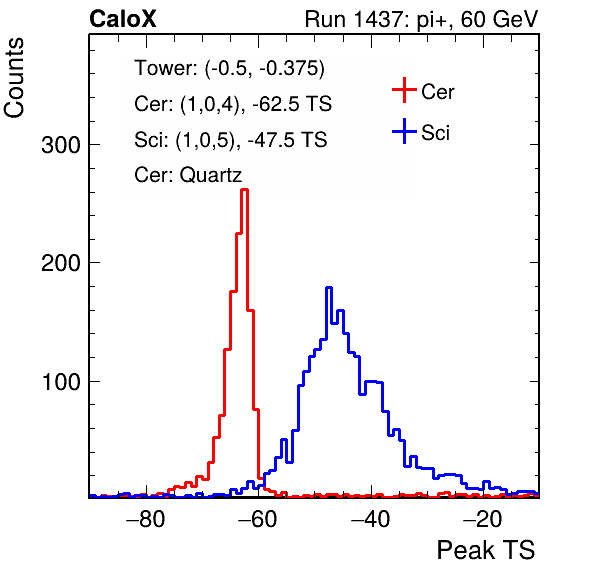 CaloX Run 1437: pi+, 60 GeV
Counts
Tower: (-0.5, -0.375)
Cer: (1,0,4), -62.5 TS
Sci: (1,0,5), -47.5 TS
Cer: Quartz
Cer
Sci
300
200
100
−80 −60 −40 −20
Peak TS